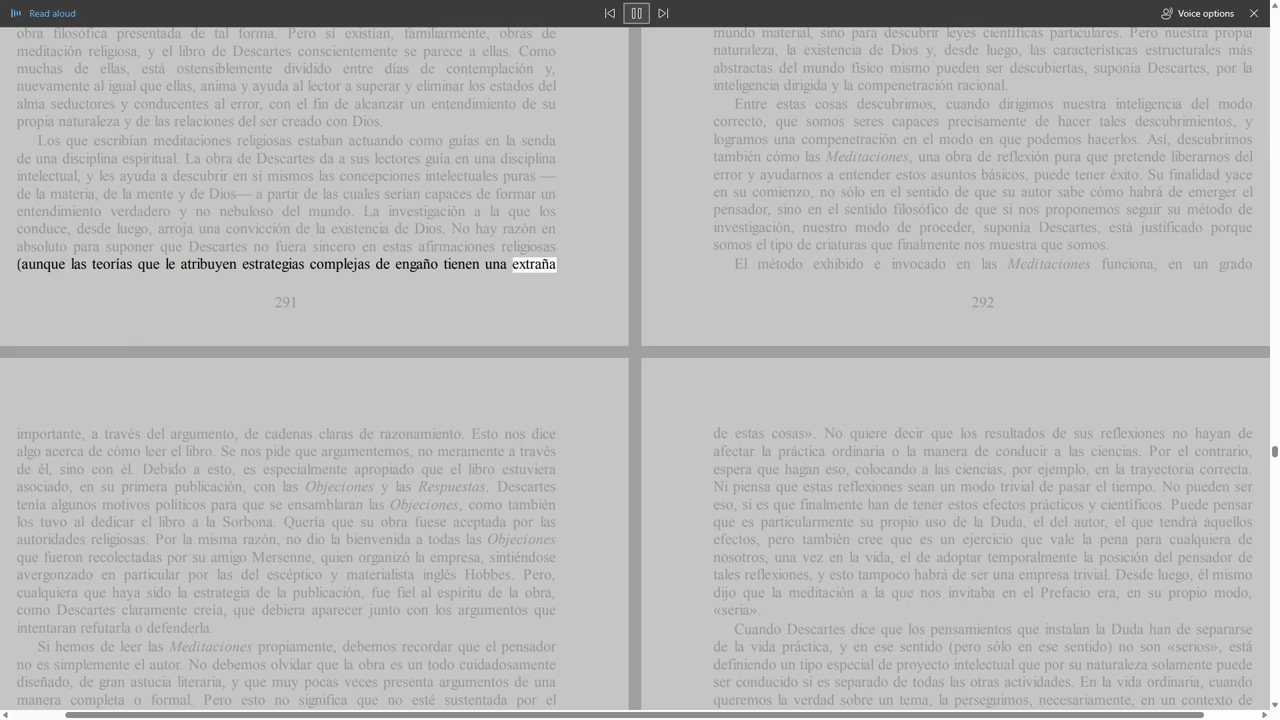 Read aloud
Voice options
obra filosófica presentada de tal forma. Pero sí existían, familiarmente, obras de
meditación religiosa, y el libro de Descartes conscientemente se parece a ellas. Como
muchas de ellas, está ostensiblemente dividido entre días de contemplación y,
nuevamente al igual que ellas, anima y ayuda al lector a superar y eliminar los estados del
alma seductores y conducentes al error, con el fin de alcanzar un entendimiento de su
propia naturaleza y de las relaciones del ser creado con Dios.
Los que escribían meditaciones religiosas estaban actuando como guías en la senda
de una disciplina espiritual. La obra de Descartes da a sus lectores guía en una disciplina
intelectual, y les ayuda a descubrir en sí mismos las concepciones intelectuales puras —
de la materia, de la mente y de Dios— a partir de las cuales serían capaces de formar un
entendimiento verdadero y no nebuloso del mundo. La investigación a la que los
conduce, desde luego, arroja una convicción de la existencia de Dios. No hay razón en
absoluto para suponer que Descartes no fuera sincero en estas afirmaciones religiosas
(aunque las teorías que le atribuyen estrategias complejas de engaño tienen una extraña
291
mundo material, sino para descubrir leyes científicas particulares. Pero nuestra propia
naturaleza, la existencia de Dios y, desde luego, las características estructurales más
abstractas del mundo físico mismo pueden ser descubiertas, suponía Descartes, por la
inteligencia dirigida y la compenetración racional.
Entre estas cosas descubrimos, cuando dirigimos nuestra inteligencia del modo
correcto, que somos seres capaces precisamente de hacer tales descubrimientos, y
logramos una compenetración en el modo en que podemos hacerlos. Así, descubrimos
también cómo las Meditaciones, una obra de reflexión pura que pretende liberarnos del
error y ayudarnos a entender estos asuntos básicos, puede tener éxito. Su finalidad yace
en su comienzo, no sólo en el sentido de que su autor sabe cómo habrá de emerger el
pensador, sino en el sentido filosófico de que si nos proponemos seguir su método de
investigación, nuestro modo de proceder, suponía Descartes, está justificado porque
somos el tipo de criaturas que finalmente nos muestra que somos.
El método exhibido e invocado en las Meditaciones funciona, en un grado
292
importante, a través del argumento, de cadenas claras de razonamiento. Esto nos dice
algo acerca de cómo leer el libro. Se nos pide que argumentemos, no meramente a través
de él, sino con él. Debido a esto, es especialmente apropiado que el libro estuviera
asociado, en su primera publicación, con las Objeciones y las Respuestas. Descartes
tenía algunos motivos políticos para que se ensamblaran las Objeciones, como también
los tuvo al dedicar el libro a la Sorbona. Quería que su obra fuese aceptada por las
autoridades religiosas. Por la misma razón, no dio la bienvenida a todas las Objeciones
que fueron recolectadas por su amigo Mersenne, quien organizó la empresa, sintiéndose
avergonzado en particular por las del escéptico y materialista inglés Hobbes. Pero,
cualquiera que haya sido la estrategia de la publicación, fue fiel al espíritu de la obra,
como Descartes claramente creía, que debiera aparecer junto con los argumentos que
intentaran refutarla o defenderla.
Si hemos de leer las Meditaciones propiamente, debemos recordar que el pensador
no es simplemente el autor. No debemos olvidar que la obra es un todo cuidadosamente
diseñado, de gran astucia literaria, y que muy pocas veces presenta argumentos de una
manera completa o formal. Pero esto no significa que no esté sustentada por el
de estas cosas». No quiere decir que los resultados de sus reflexiones no hayan de
afectar la práctica ordinaria o la manera de conducir a las ciencias. Por el contrario,
espera que hagan eso, colocando a las ciencias, por ejemplo, en la trayectoria correcta.
Ni piensa que estas reflexiones sean un modo trivial de pasar el tiempo. No pueden ser
eso, si es que finalmente han de tener estos efectos prácticos y científicos. Puede pensar
que es particularmente su propio uso de la Duda, el del autor, el que tendrá aquellos
efectos, pero también cree que es un ejercicio que vale la pena para cualquiera de
nosotros, una vez en la vida, el de adoptar temporalmente la posición del pensador de
tales reflexiones, y esto tampoco habrá de ser una empresa trivial. Desde luego, él mismo
dijo que la meditación a la que nos invitaba en el Prefacio era, en su propio modo,
«seria».
Cuando Descartes dice que los pensamientos que instalan la Duda han de separarse
de la vida práctica, y en ese sentido (pero sólo en ese sentido) no son «serios», está
definiendo un tipo especial de proyecto intelectual que por su naturaleza solamente puede
ser conducido si es separado de todas las otras actividades. En la vida ordinaria, cuando
queremos la verdad sobre un tema, la perseguimos, necesariamente, en un contexto de